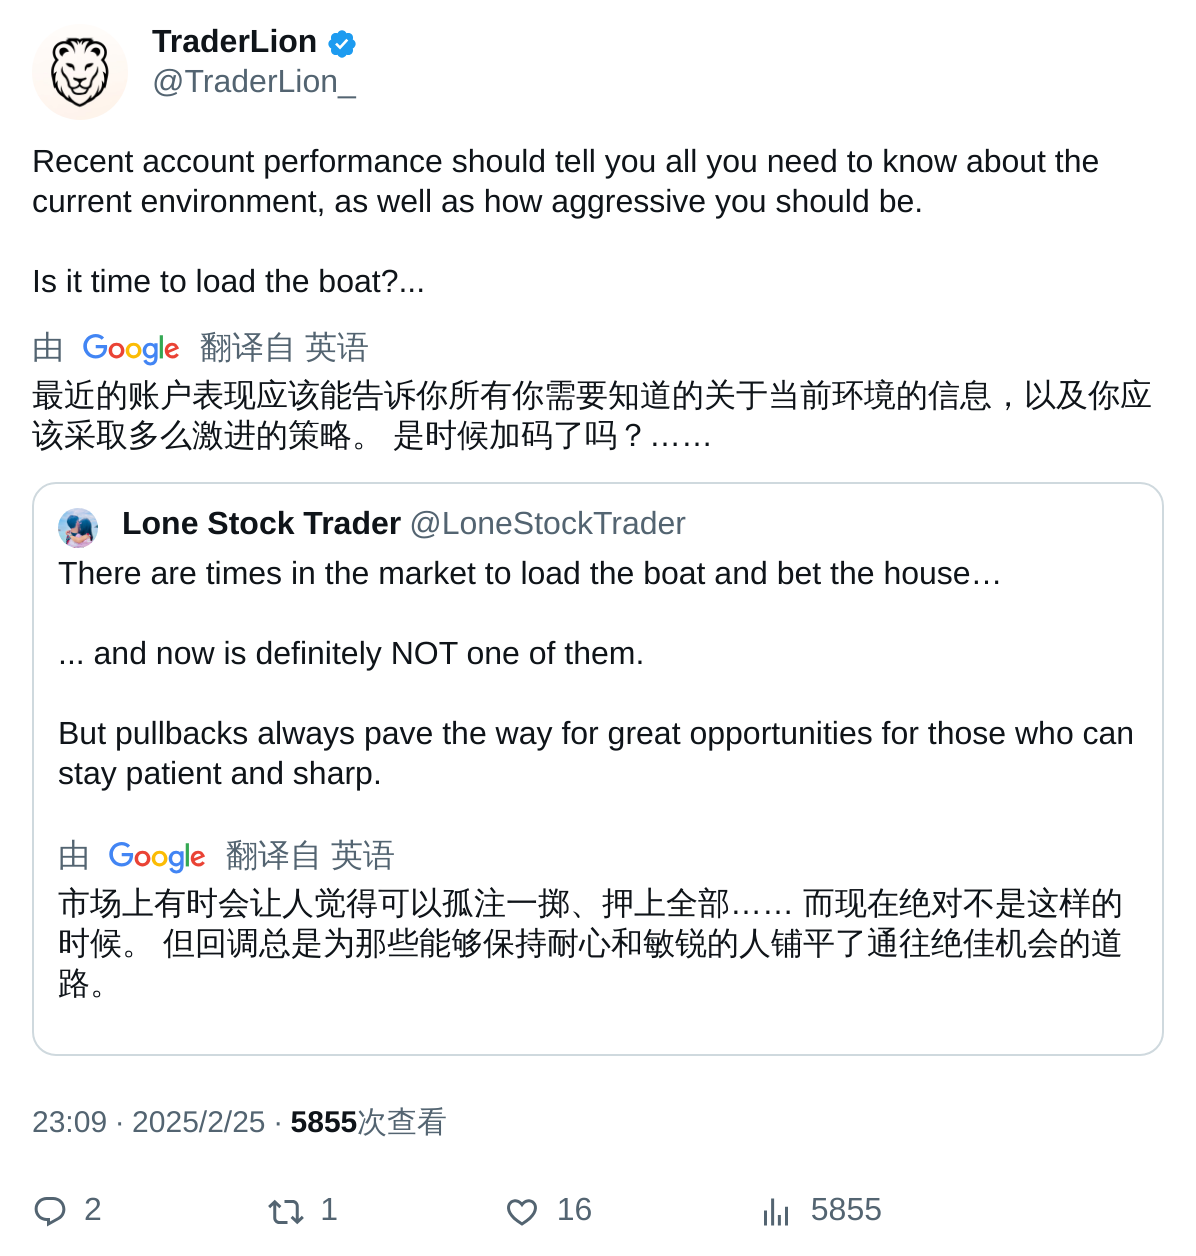 TraderLion
@TraderLion_
Recent account performance should tell you all you need to know about the
current environment, as well as how aggressive you should be.
Is it time to load the boat?...
由 Google 翻译自 英语
最近的账户表现应该能告诉你所有你需要知道的关于当前环境的信息，以及你应
该采取多么激进的策略。 是时候加码了吗？……
Lone Stock Trader @LoneStockTrader
There are times in the market to load the boat and bet the house…
... and now is definitely NOT one of them.
But pullbacks always pave the way for great opportunities for those who can
stay patient and sharp.
由 Google 翻译自 英语
市场上有时会让人觉得可以孤注一掷、押上全部…… 而现在绝对不是这样的
时候。 但回调总是为那些能够保持耐心和敏锐的人铺平了通往绝佳机会的道
路。
23:09 · 2025/2/25 · 5855次查看
2 1 16 5855